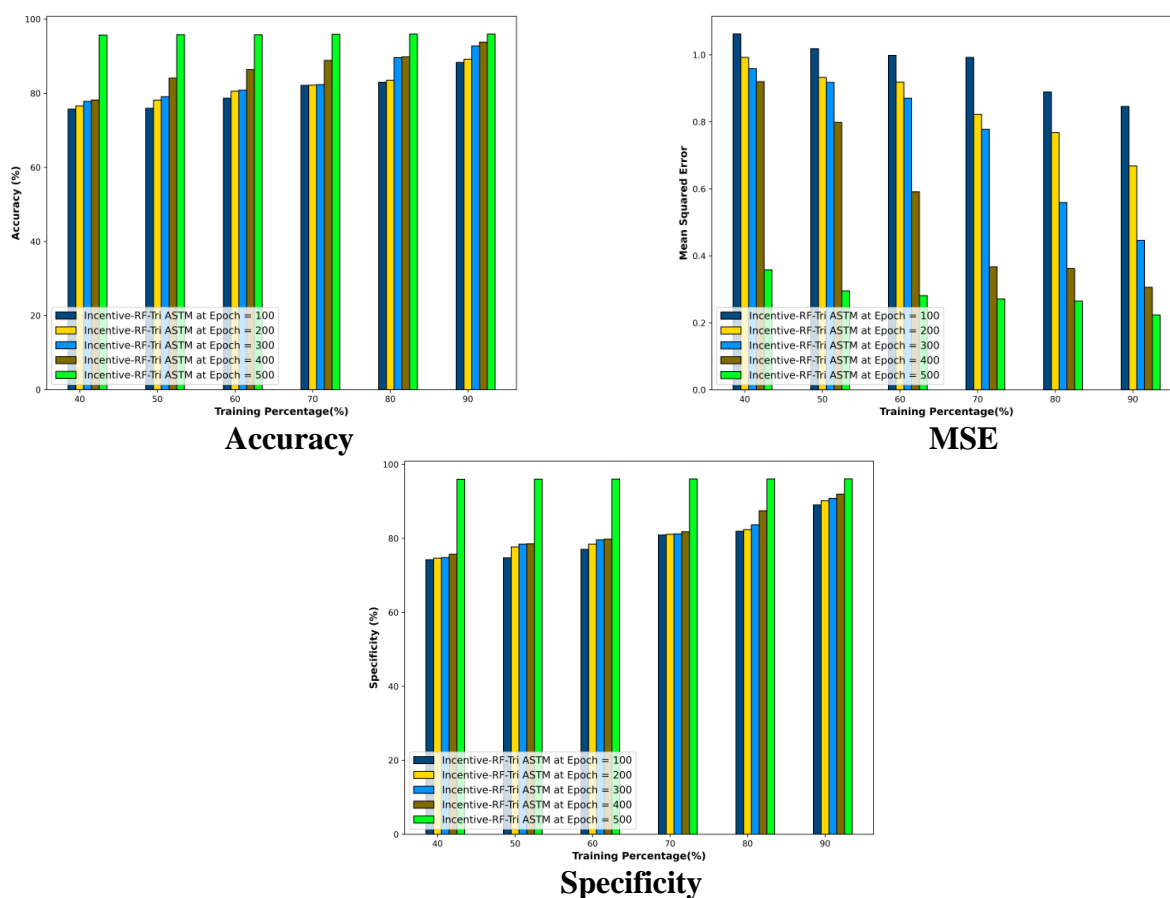 100
80
60
40
20
0
Accuracy (%)
Incentive-RF-Tri ASTM at Epoch = 100
Incentive-RF-Tri ASTM at Epoch = 200
Incentive-RF-Tri ASTM at Epoch = 300
Incentive-RF-Tri ASTM at Epoch = 400
Incentive-RF-Tri ASTM at Epoch = 500
40 50 60 70 80 90
Training Percentage(%)
Accuracy
1.0
0.8
0.6
0.4
0.2
0.0
Mean Squared Error
Incentive-RF-Tri ASTM at Epoch = 100
Incentive-RF-Tri ASTM at Epoch = 200
Incentive-RF-Tri ASTM at Epoch = 300
Incentive-RF-Tri ASTM at Epoch = 400
Incentive-RF-Tri ASTM at Epoch = 500
40 50 60 70 80 90
Training Percentage(%)
MSE
100
80
60
40
20
0
Specificity (%)
Incentive-RF-Tri ASTM at Epoch = 100
Incentive-RF-Tri ASTM at Epoch = 200
Incentive-RF-Tri ASTM at Epoch = 300
Incentive-RF-Tri ASTM at Epoch = 400
Incentive-RF-Tri ASTM at Epoch = 500
40 50 60 70 80 90
Training Percentage(%)
Specificity